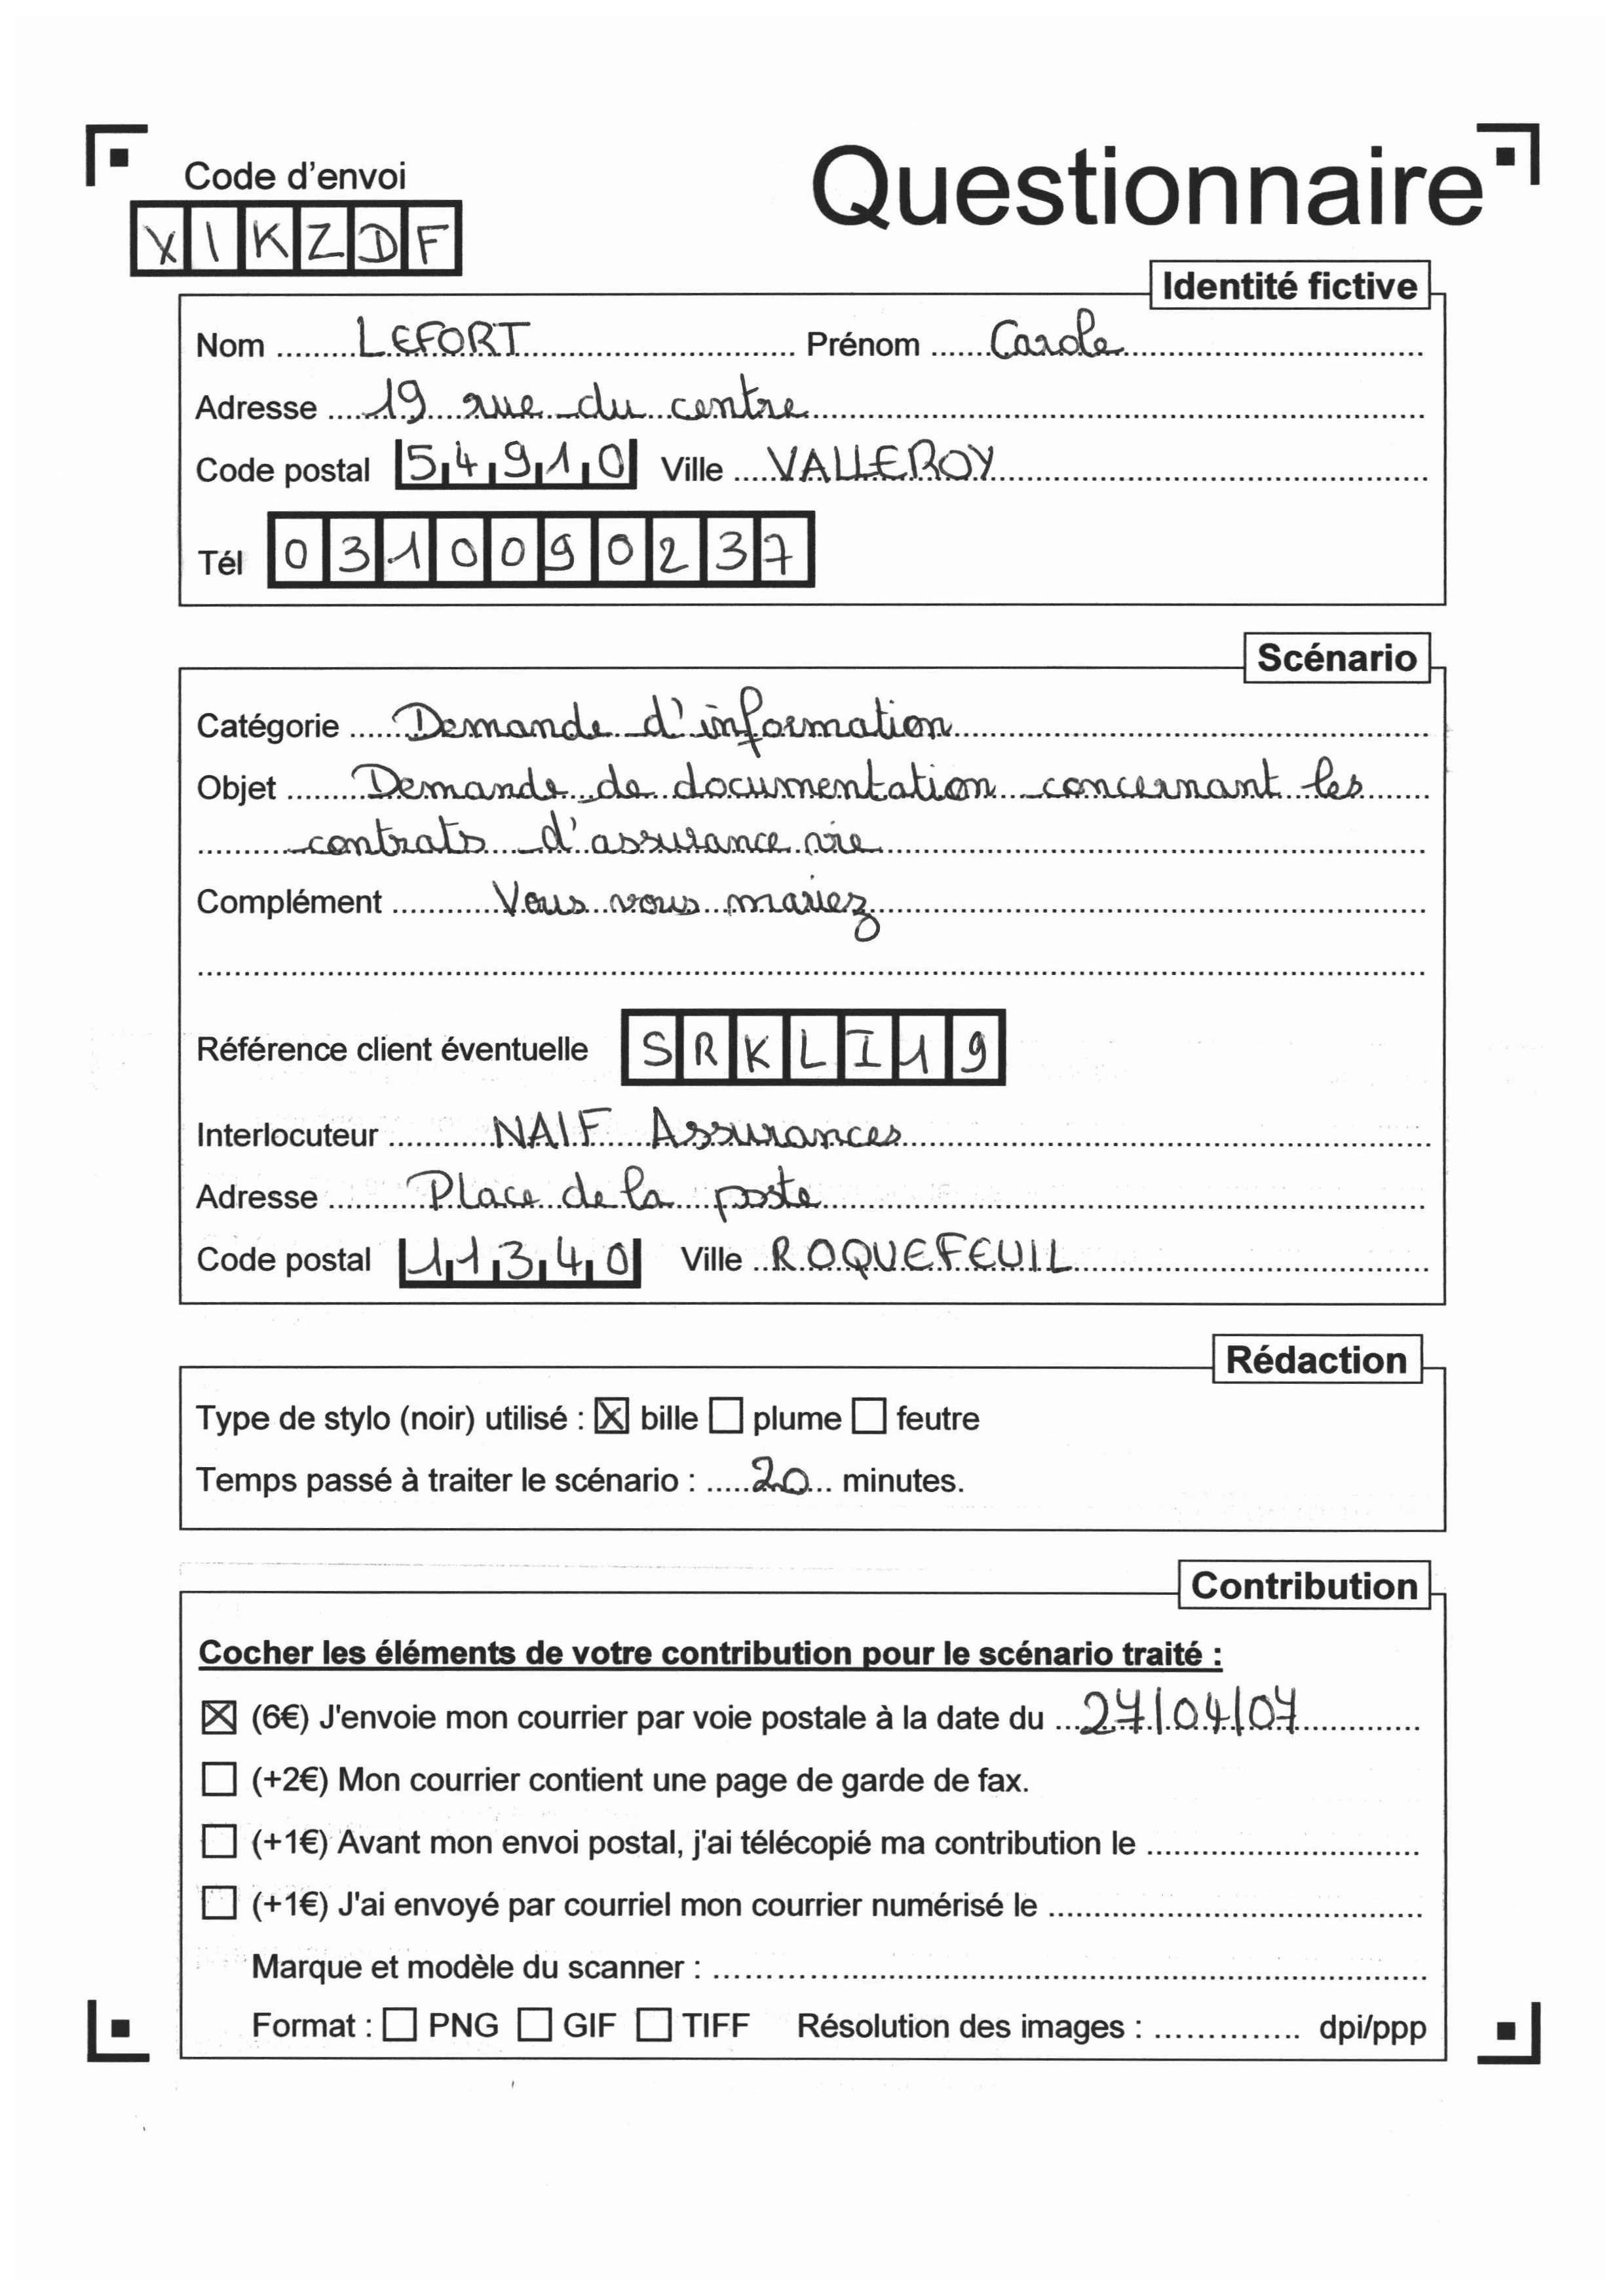 Code d'envoi
Questionnaire
XIKZDF
Identité fictive
Nom LEFORT Prénom Carole
Adresse 19 rue du centre
Code postal 54910 Ville VALLEROY
Tél 0310090237
Scénario
Catégorie Demande d'information
Objet Demande de documentation concernant les
contrats d'assurance vie
Complément Vous vous mariez
Référence client éventuelle SRKLI19
Interlocuteur NAIF Assurances
Adresse Place de la poste
Code postal 11340 Ville ROQUEFEUIL
Rédaction
Type de stylo (noir) utilisé : ☒ bille ☐ plume ☐ feutre
Temps passé à traiter le scénario : 20 minutes.
Contribution
Cocher les éléments de votre contribution pour le scénario traité :
☒ (6€) J'envoie mon courrier par voie postale à la date du 27/04/07
☐ (+2€) Mon courrier contient une page de garde de fax.
☐ (+1€) Avant mon envoi postal, j'ai télécopié ma contribution le
☐ (+1€) J'ai envoyé par courriel mon courrier numérisé le
Marque et modèle du scanner :
Format : ☐ PNG ☐ GIF ☐ TIFF Résolution des images : dpi/ppp